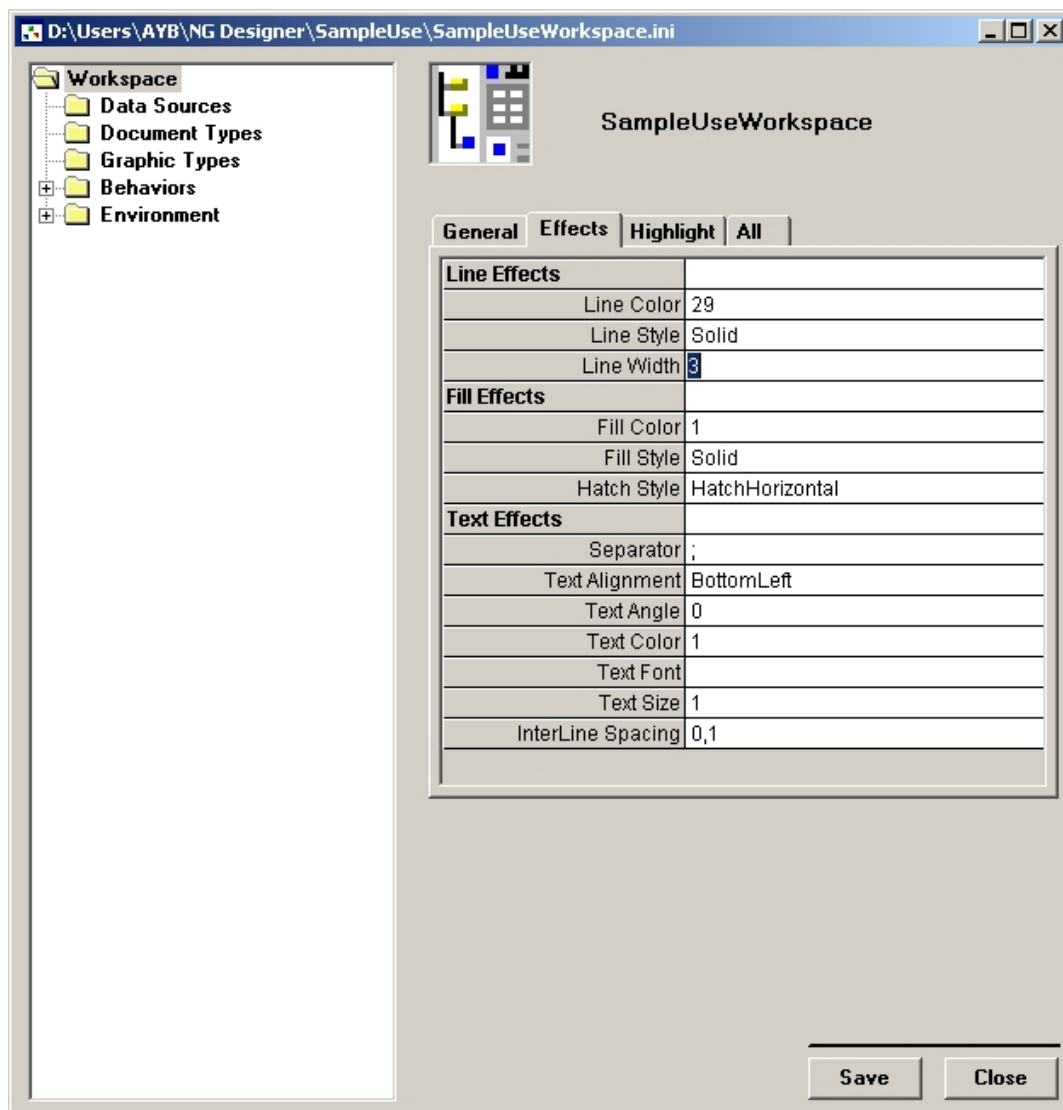 D:\Users\AYB\NG Designer\SampleUse\SampleUseWorkspace.ini
Workspace
Data Sources
Document Types
Graphic Types
Behaviors
Environment
SampleUseWorkspace
General Effects Highlight All
Line Effects
Line Color 29
Line Style Solid
Line Width 3
Fill Effects
Fill Color 1
Fill Style Solid
Hatch Style HatchHorizontal
Text Effects
Separator ;
Text Alignment BottomLeft
Text Angle 0
Text Color 1
Text Font
Text Size 1
InterLine Spacing 0,1
Save Close